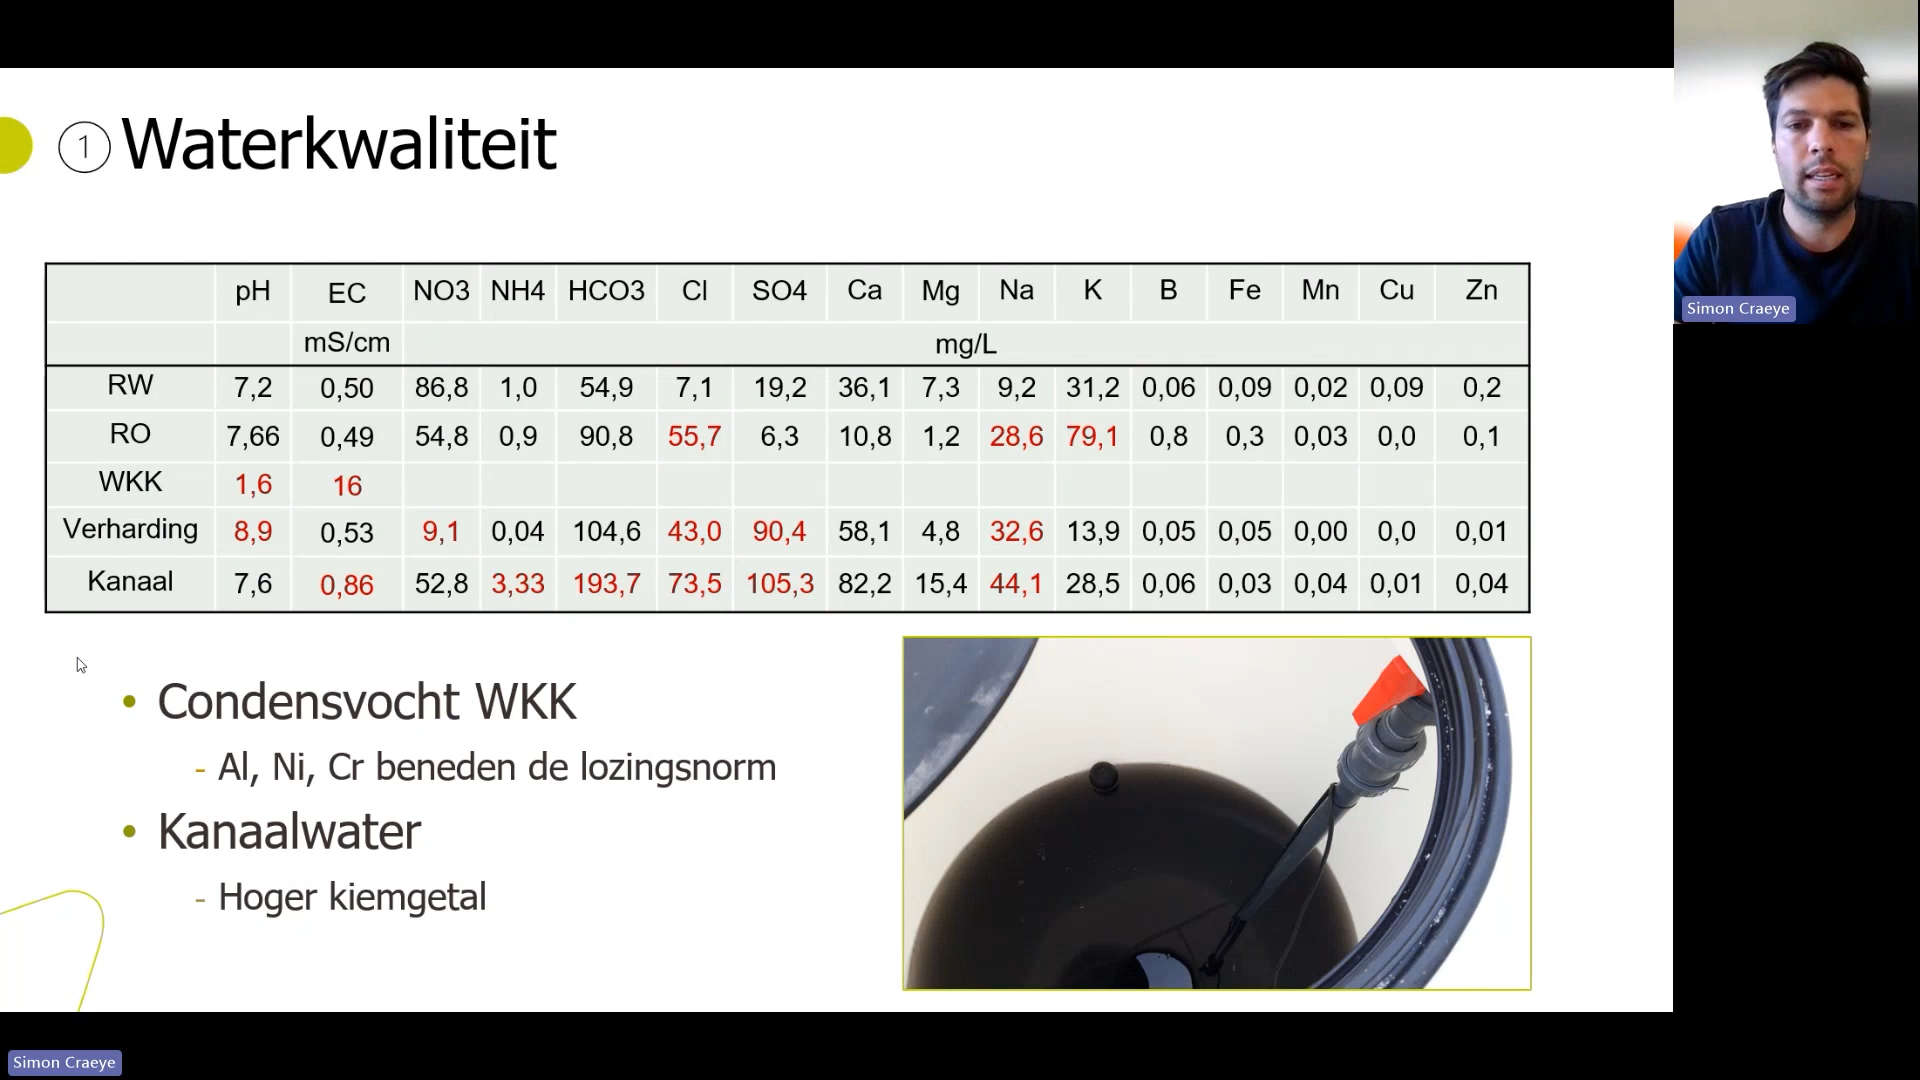 1 Waterkwaliteit
pH EC NO3 NH4 HCO3 Cl SO4 Ca Mg Na K B Fe Mn Cu Zn
mS/cm mg/L
RW 7,2 0,50 86,8 1,0 54,9 7,1 19,2 36,1 7,3 9,2 31,2 0,06 0,09 0,02 0,09 0,2
RO 7,66 0,49 54,8 0,9 90,8 55,7 6,3 10,8 1,2 28,6 79,1 0,8 0,3 0,03 0,0 0,1
WKK 1,6 16
Verharding 8,9 0,53 9,1 0,04 104,6 43,0 90,4 58,1 4,8 32,6 13,9 0,05 0,05 0,00 0,0 0,01
Kanaal 7,6 0,86 52,8 3,33 193,7 73,5 105,3 82,2 15,4 44,1 28,5 0,06 0,03 0,04 0,01 0,04
• Condensvocht WKK
- Al, Ni, Cr beneden de lozingsnorm
• Kanaalwater
- Hoger kiemgetal
Simon Craeye
Simon Craeye